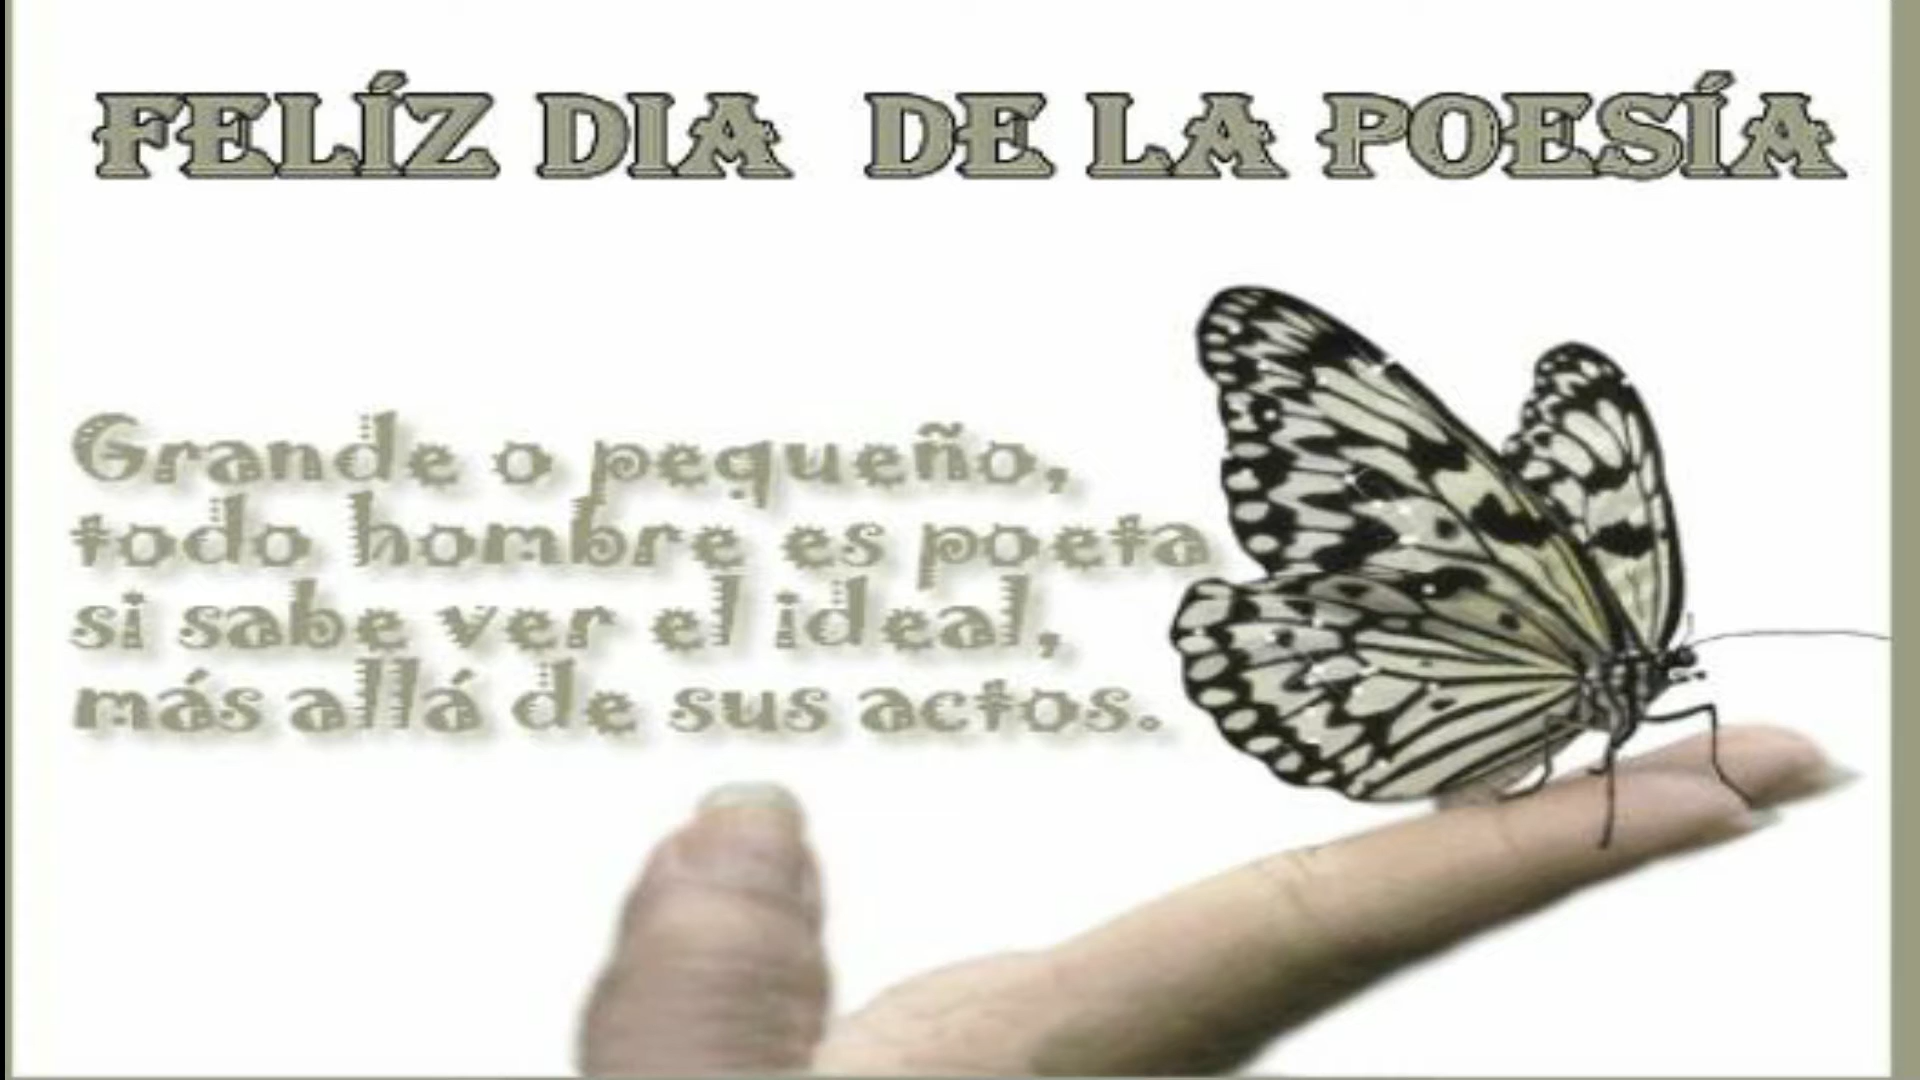 FELÍZ DIA DE LA POESÍA
Grande o pequeño,
todo hombre es poeta
si sabe ver el ideal,
más allá de sus actos.